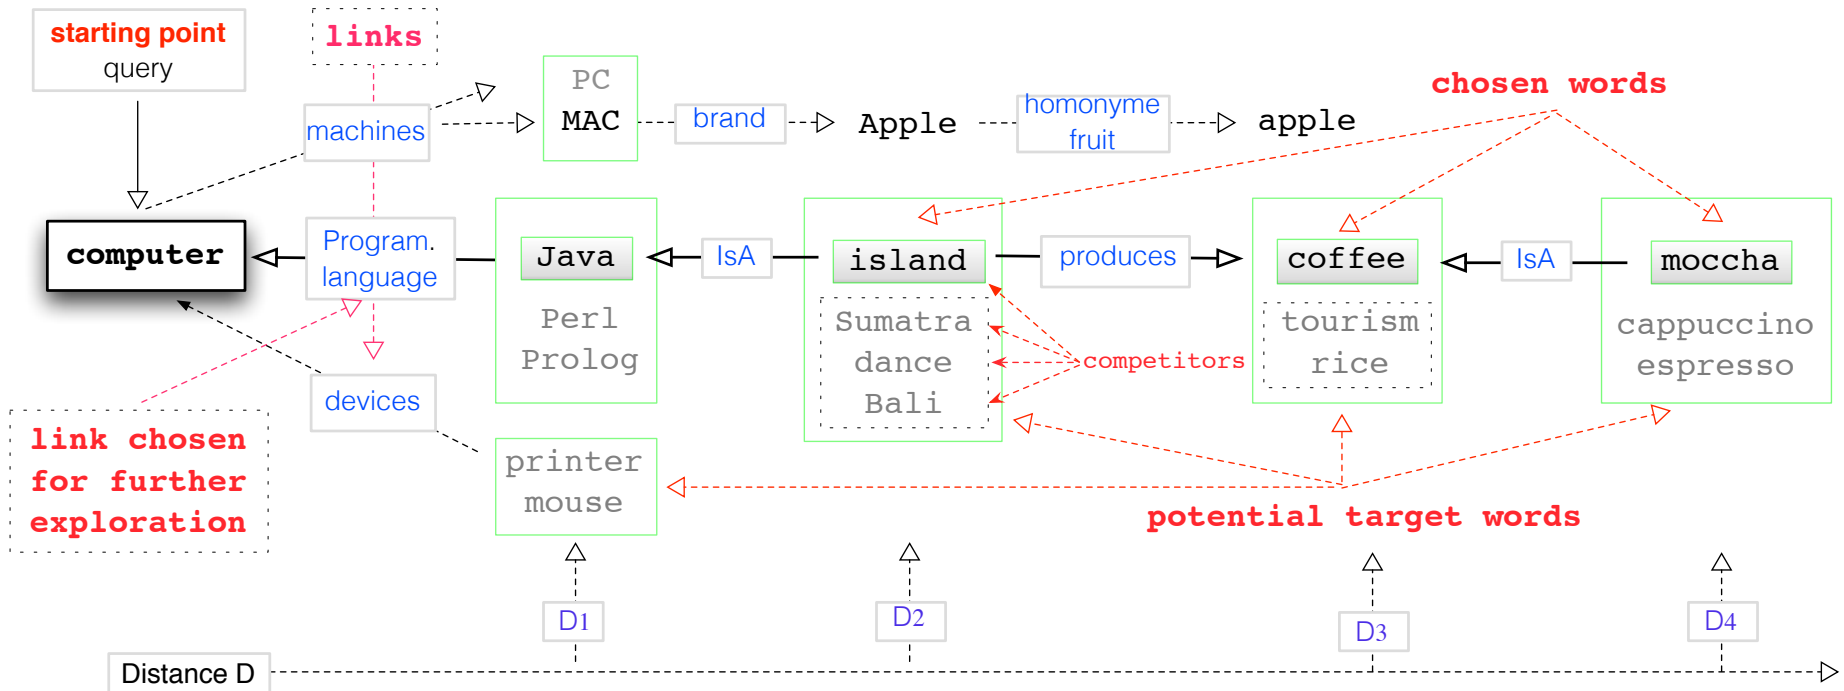 starting point
query
links
machines
PC
MAC
brand
Apple
homonyme
fruit
apple
chosen words
computer
Program.
language
Java
Perl
Prolog
IsA
island
Sumatra
dance
Bali
competitors
produces
coffee
tourism
rice
IsA
moccha
cappuccino
espresso
devices
link chosen
for further
exploration
printer
mouse
potential target words
D1
D2
D3
D4
Distance D